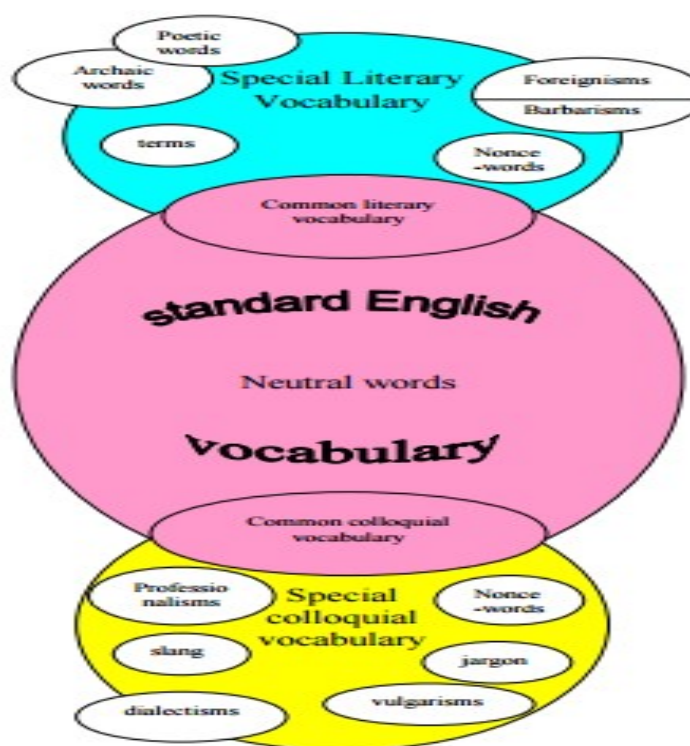 Poetic
words
Archaic
words
Special Literary
Vocabulary
Foreignisms
Barbarisms
terms
Nonce
-words
Common literary
vocabulary
standard English
Neutral words
vocabulary
Common colloquial
vocabulary
Professio
nalisms
Special
colloquial
vocabulary
Nonce
-words
slang
jargon
dialectisms
vulgarisms